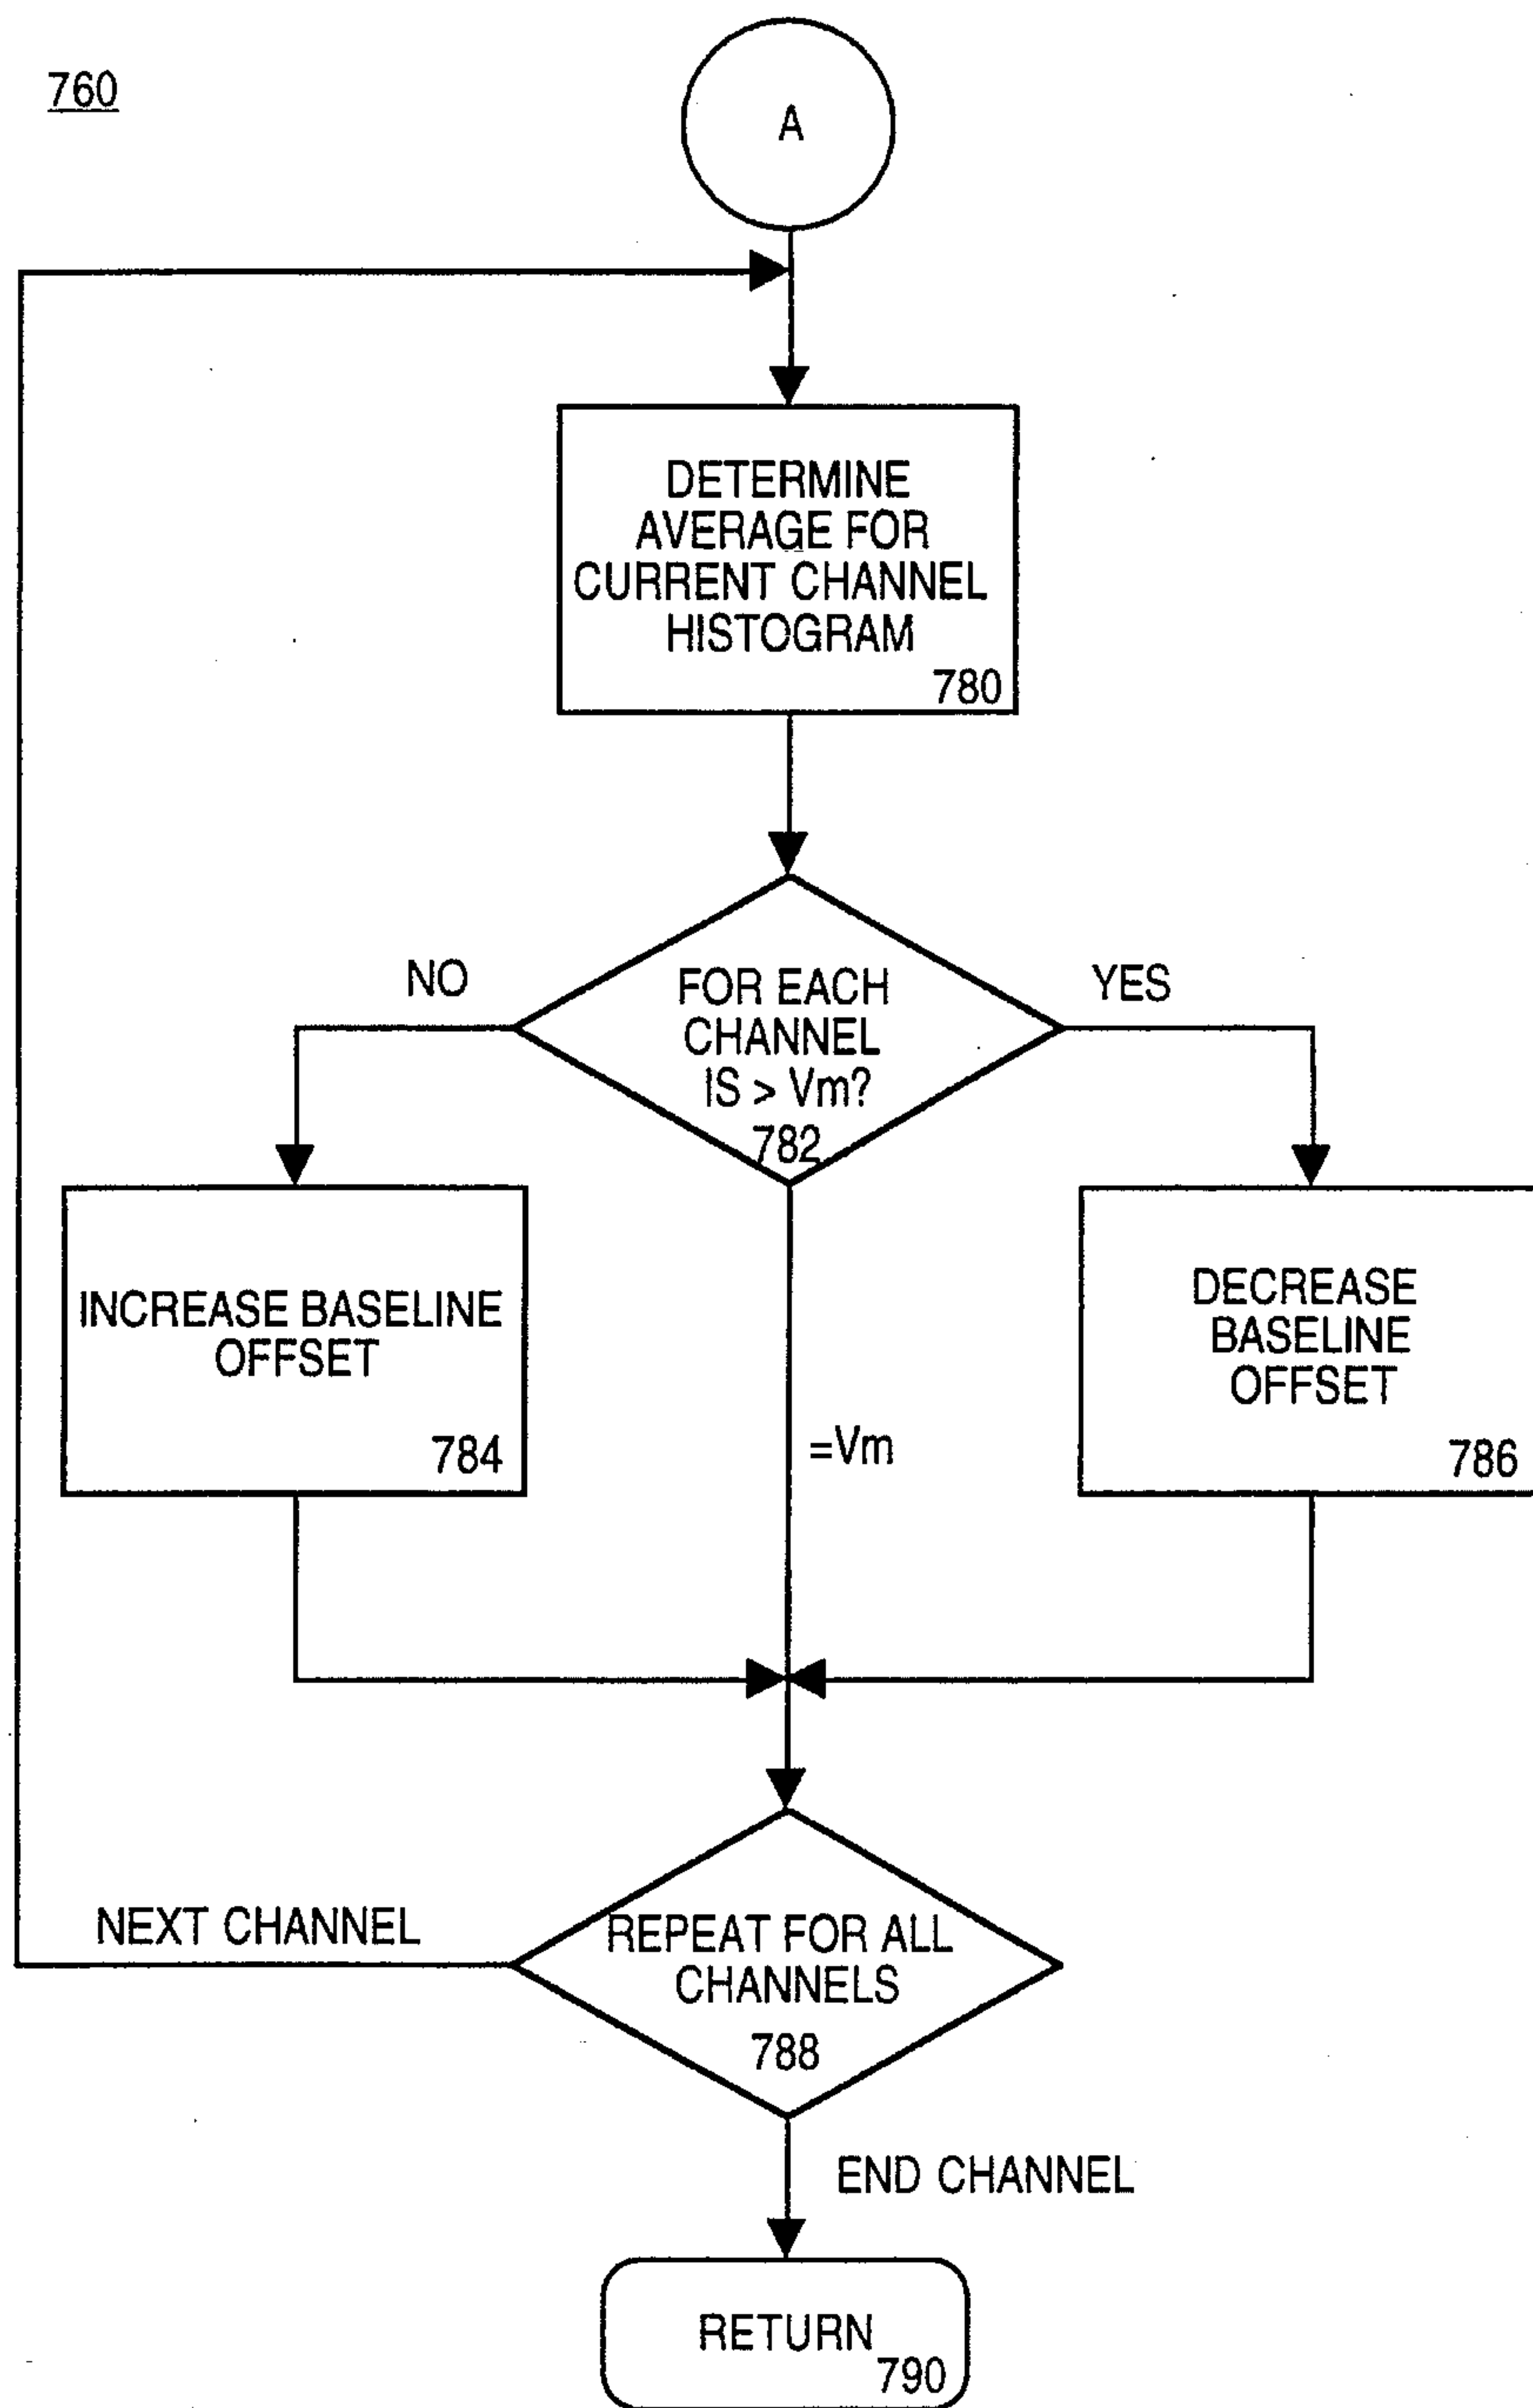 760
A
DETERMINE
AVERAGE FOR
CURRENT CHANNEL
HISTOGRAM
780
NO
FOR EACH
CHANNEL
IS > Vm?
782
YES
INCREASE BASELINE
OFFSET
784
=Vm
DECREASE
BASELINE
OFFSET
786
NEXT CHANNEL
REPEAT FOR ALL
CHANNELS
788
END CHANNEL
RETURN
790